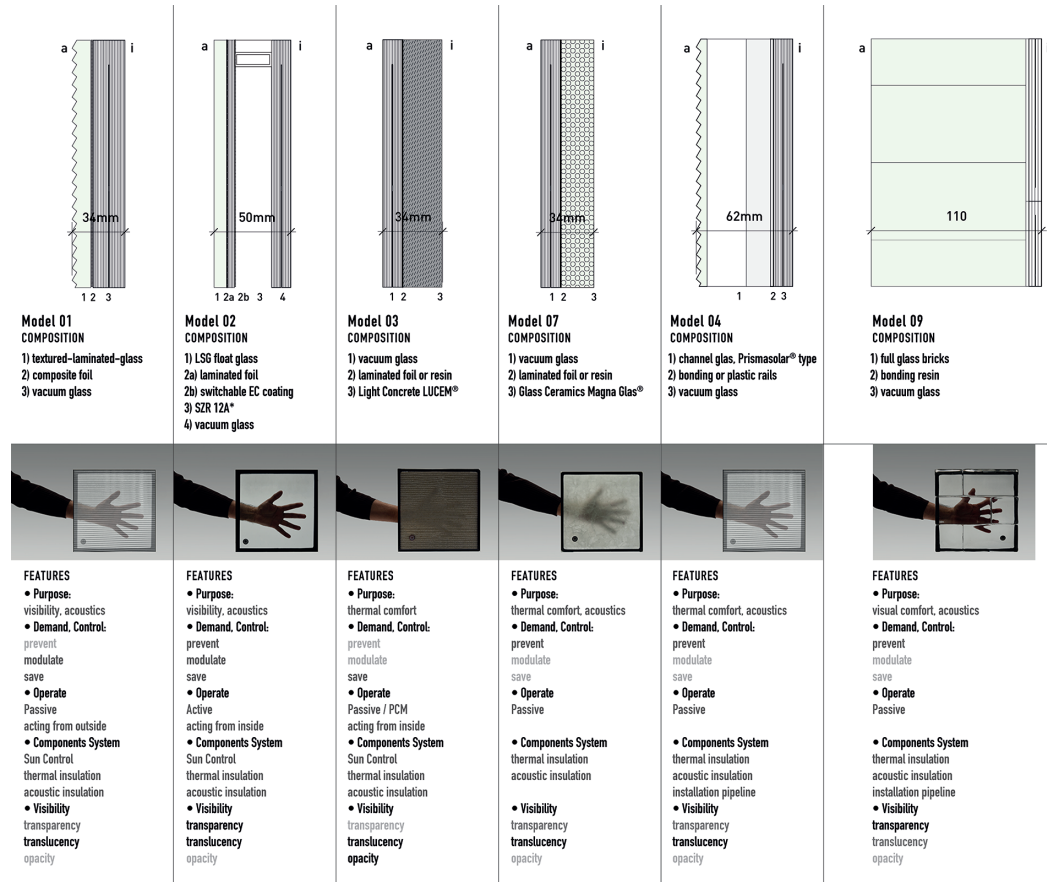 a
i
34mm
1 2 3
Model 01
COMPOSITION
1) textured-laminated-glass
2) composite foil
3) vacuum glass
a
i
50mm
1 2a 2b 3 4
Model 02
COMPOSITION
1) LSG float glass
2a) laminated foil
2b) switchable EC coating
3) SZR 12A*
4) vacuum glass
a
i
34mm
1 2 3
Model 03
COMPOSITION
1) vacuum glass
2) laminated foil or resin
3) Light Concrete LUCEM®
a
i
34mm
1 2 3
Model 07
COMPOSITION
1) vacuum glass
2) laminated foil or resin
3) Glass Ceramics Magna Glas®
a
i
62mm
1 2 3
Model 04
COMPOSITION
1) channel glas, Prismasolar® type
2) bonding or plastic rails
3) vacuum glass
a
110
Model 09
COMPOSITION
1) full glass bricks
2) bonding resin
3) vacuum glass
FEATURES
• Purpose:
visibility, acoustics
• Demand, Control:
prevent
modulate
save
• Operate
Passive
acting from outside
• Components System
Sun Control
thermal insulation
acoustic insulation
• Visibility
transparency
translucency
opacity
FEATURES
• Purpose:
visibility, acoustics
• Demand, Control:
prevent
modulate
save
• Operate
Active
acting from inside
• Components System
Sun Control
thermal insulation
acoustic insulation
• Visibility
transparency
translucency
opacity
FEATURES
• Purpose:
thermal comfort
• Demand, Control:
prevent
modulate
save
• Operate
Passive / PCM
acting from inside
• Components System
Sun Control
thermal insulation
acoustic insulation
• Visibility
transparency
translucency
opacity
FEATURES
• Purpose:
thermal comfort, acoustics
• Demand, Control:
prevent
modulate
save
• Operate
Passive
• Components System
thermal insulation
acoustic insulation
• Visibility
transparency
translucency
opacity
FEATURES
• Purpose:
thermal comfort, acoustics
• Demand, Control:
prevent
modulate
save
• Operate
Passive
• Components System
thermal insulation
acoustic insulation
installation pipeline
• Visibility
transparency
translucency
opacity
FEATURES
• Purpose:
visual comfort, acoustics
• Demand, Control:
prevent
modulate
save
• Operate
Passive
• Components System
thermal insulation
acoustic insulation
installation pipeline
• Visibility
transparency
translucency
opacity